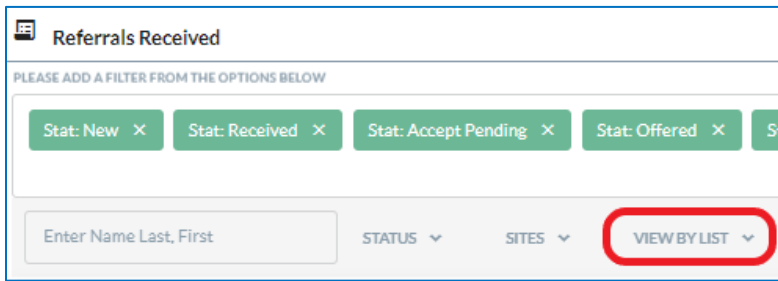 Referrals Received
PLEASE ADD A FILTER FROM THE OPTIONS BELOW
Stat: New × Stat: Received × Stat: Accept Pending × Stat: Offered ×
Enter Name Last, First STATUS SITES VIEW BY LIST